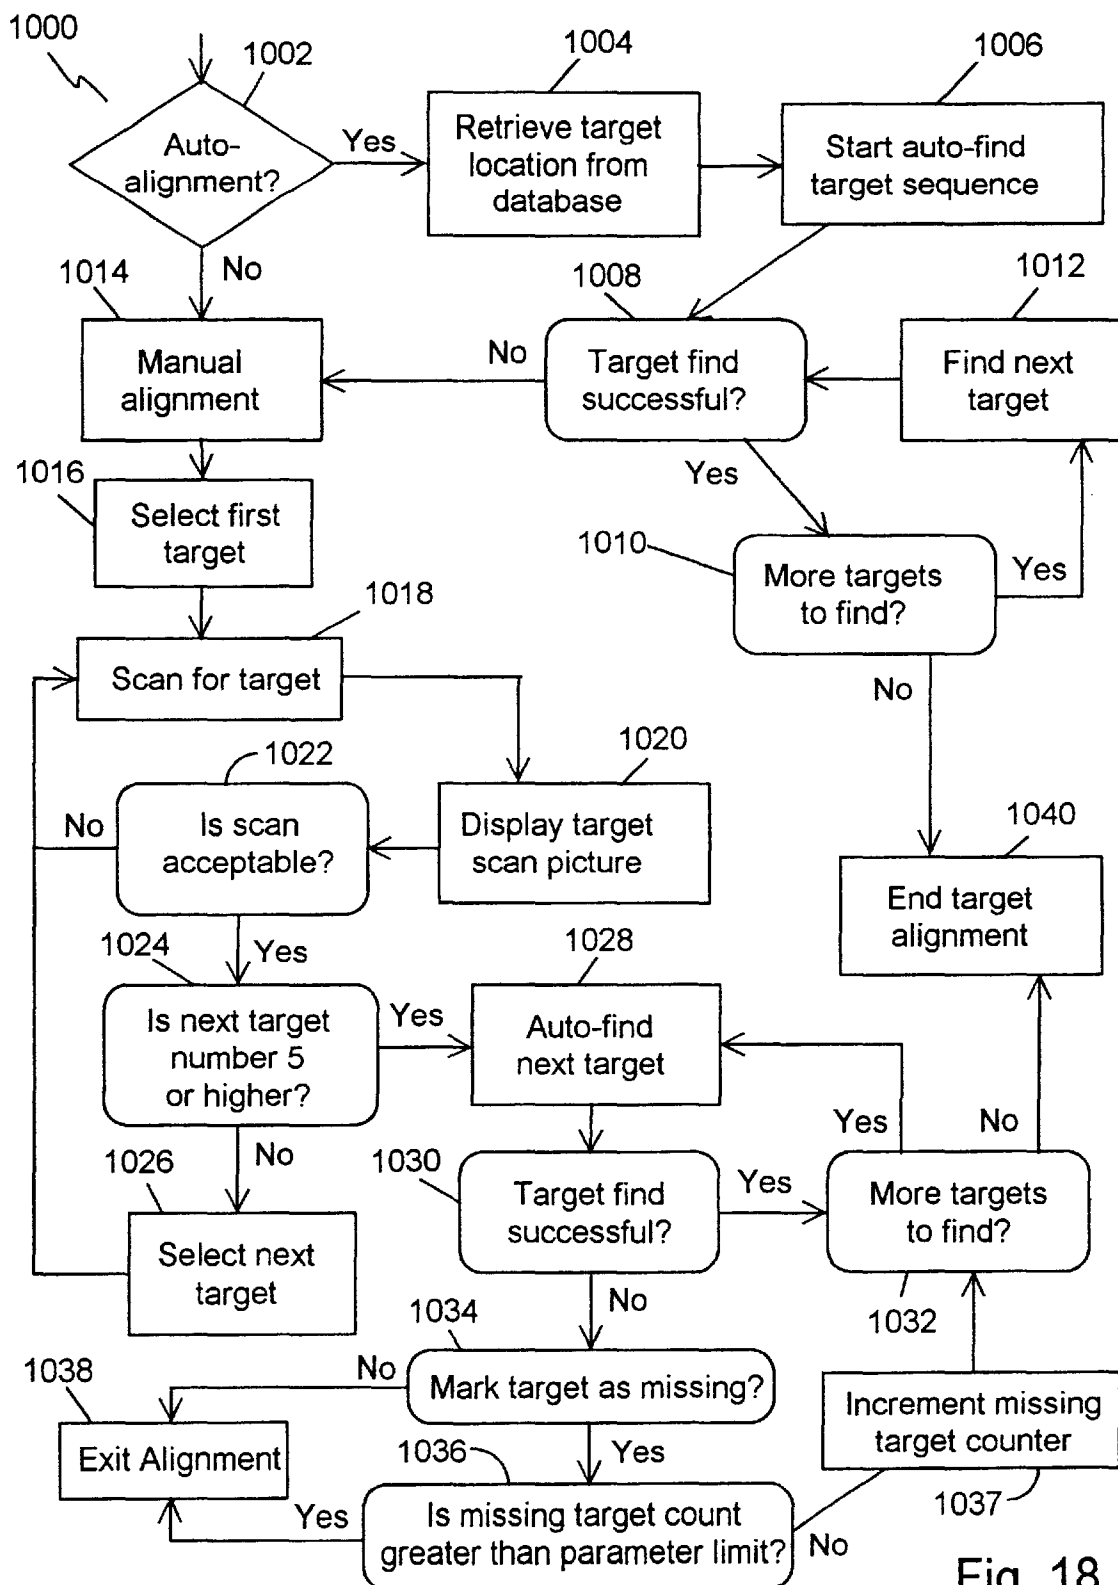 1000
1002
1004
1006
Auto-
alignment?
Yes
Retrieve target
location from
database
Start auto-find
target sequence
No
1014
1008
1012
Manual
alignment
No
Target find
successful?
Find next
target
Yes
1016
Select first
target
1010
More targets
to find?
Yes
1018
Scan for target
No
1022
1020
No
Is scan
acceptable?
Display target
scan picture
1040
End target
alignment
Yes
1024
1028
Is next target
number 5
or higher?
Yes
Auto-find
next target
No
Yes
No
1026
1030
Select next
target
Target find
successful?
Yes
More targets
to find?
1032
No
1034
1038
No
Mark target as missing?
Increment missing
target counter
1037
Exit Alignment
1036
Yes
Yes
Is missing target count
greater than parameter limit?
No
Fig. 18